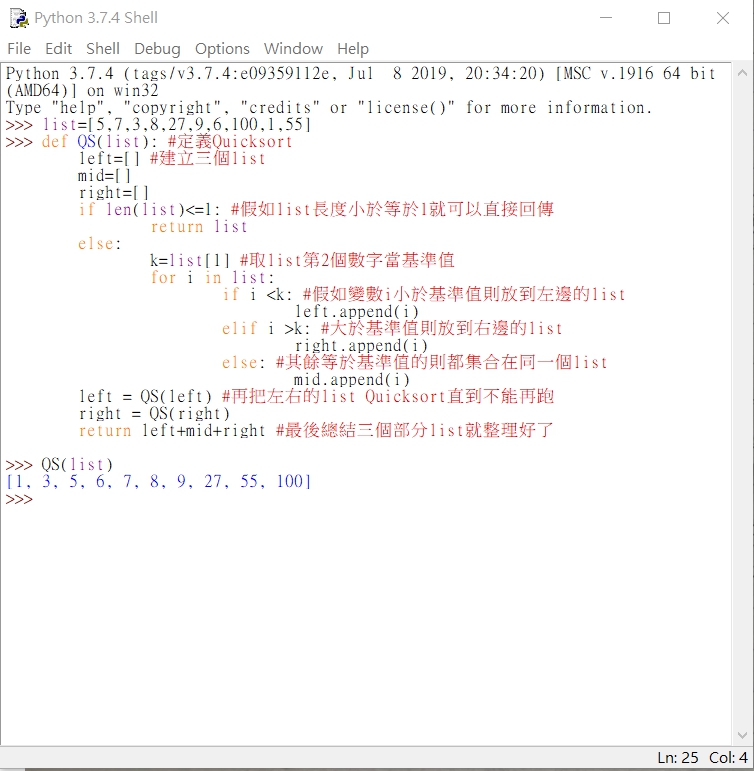 Python 3.7.4 Shell
File Edit Shell Debug Options Window Help
Python 3.7.4 (tags/v3.7.4:e09359112e, Jul  8 2019, 20:34:20) [MSC v.1916 64 bit
(AMD64)] on win32
Type "help", "copyright", "credits" or "license()" for more information.
>>> list=[5,7,3,8,27,9,6,100,1,55]
>>> def QS(list): #定義Quicksort
        left=[] #建立三個list
        mid=[]
        right=[]
        if len(list)<=1: #假如list長度小於等於1就可以直接回傳
                return list
        else:
                k=list[1] #取list第2個數字當基準值
                for i in list:
                        if i <k: #假如變數i小於基準值則放到左邊的list
                                left.append(i)
                        elif i >k: #大於基準值則放到右邊的list
                                right.append(i)
                        else: #其餘等於基準值的則都集合在同一個list
                                mid.append(i)
        left = QS(left) #再把左右的list Quicksort直到不能再跑
        right = QS(right)
        return left+mid+right #最後總結三個部分list就整理好了
>>> QS(list)
[1, 3, 5, 6, 7, 8, 9, 27, 55, 100]
>>>
Ln: 25 Col: 4